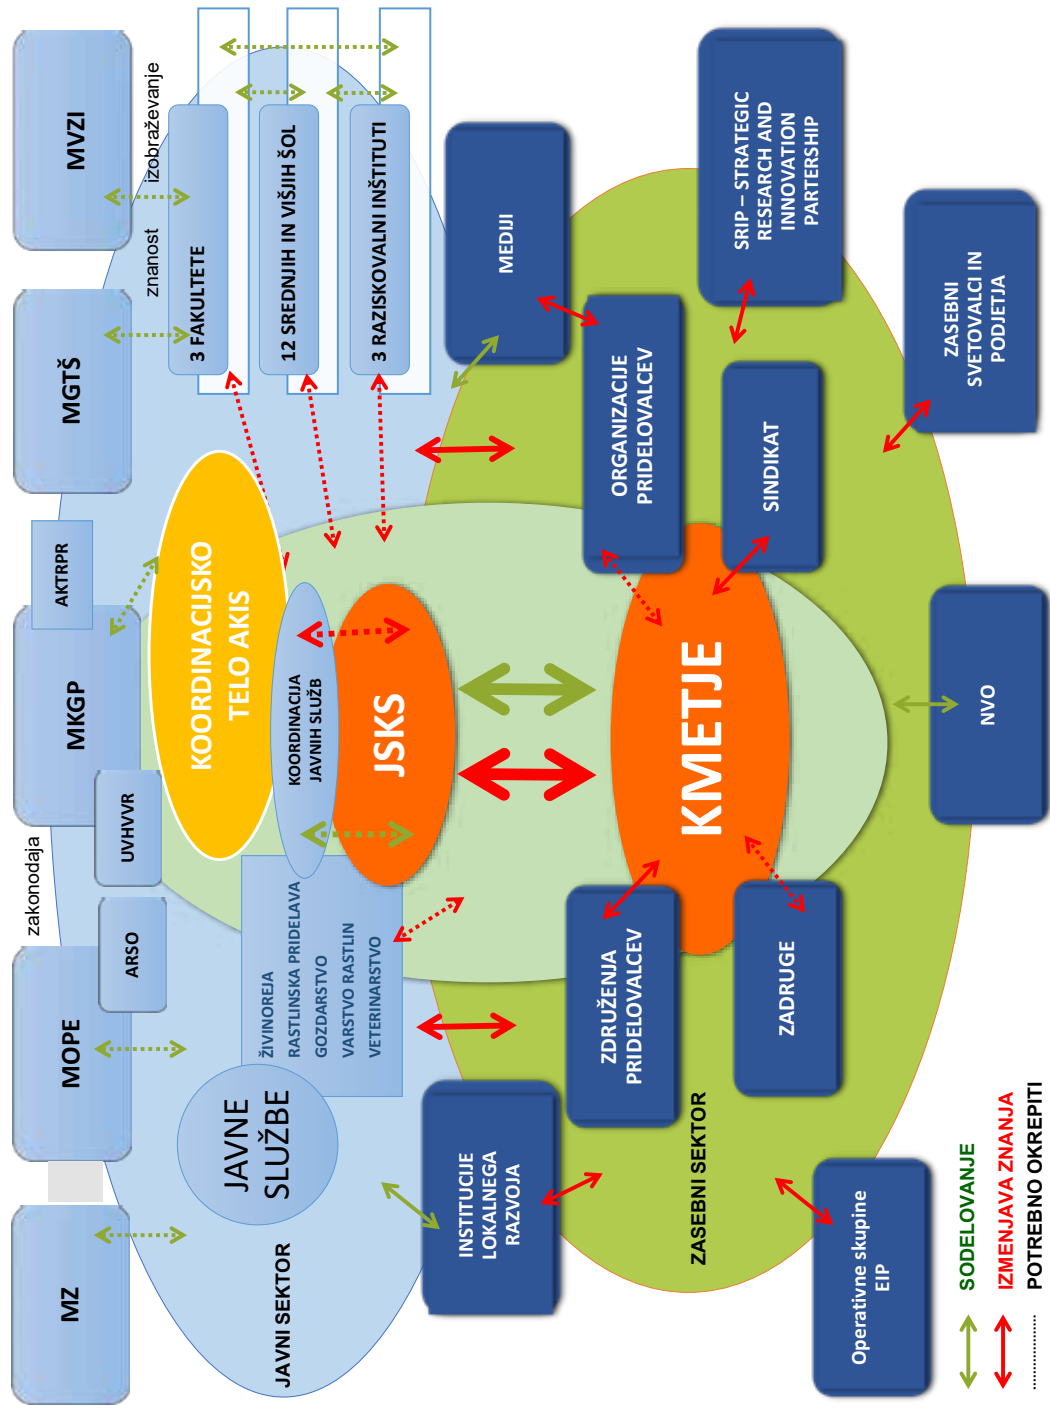 MZ
MOPE
ARSO
zakonodaja
UVHVVR
MKGP
AKTRPR
MGTŠ
MVZI
znanost
izobraževanje
3 FAKULTETE
12 SREDNJIH IN VIŠJIH ŠOL
3 RAZISKOVALNI INŠTITUTI
KOORDINACIJSKO
TELO AKIS
KOORDINACIJA
JAVNIH SLUŽB
JSKS
JAVNI SEKTOR
JAVNE
SLUŽBE
ŽIVINOREJA
RASTLINSKA PRIDELAVA
GOZDARSTVO
VARSTVO RASTLIN
VETERINARSTVO
INSTITUCIJE
LOKALNEGA
RAZVOJA
MEDIJI
ZDRUŽENJA
PRIDELOVALCEV
KMETJE
ORGANIZACIJE
PRIDELOVALCEV
ZASEBNI SEKTOR
ZADRUGE
SINDIKAT
SRIP – STRATEGIC
RESEARCH AND
INNOVATION
PARTERSHIP
Operativne skupine
EIP
NVO
ZASEBNI
SVETOVALCI IN
PODJETJA
SODELOVANJE
IZMENJAVA ZNANJA
POTREBNO OKREPITI